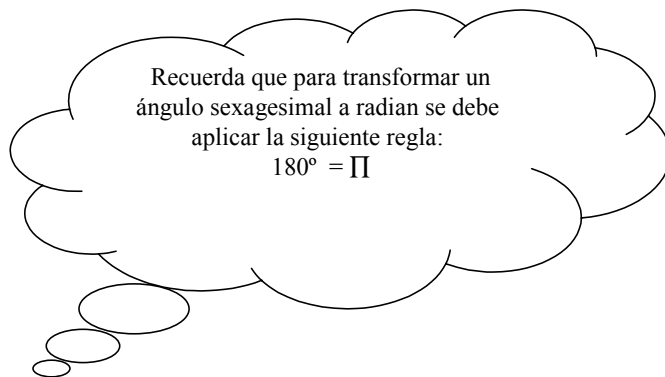 Recuerda que para transformar un
ángulo sexagesimal a radian se debe
aplicar la siguiente regla:
180º = ∏